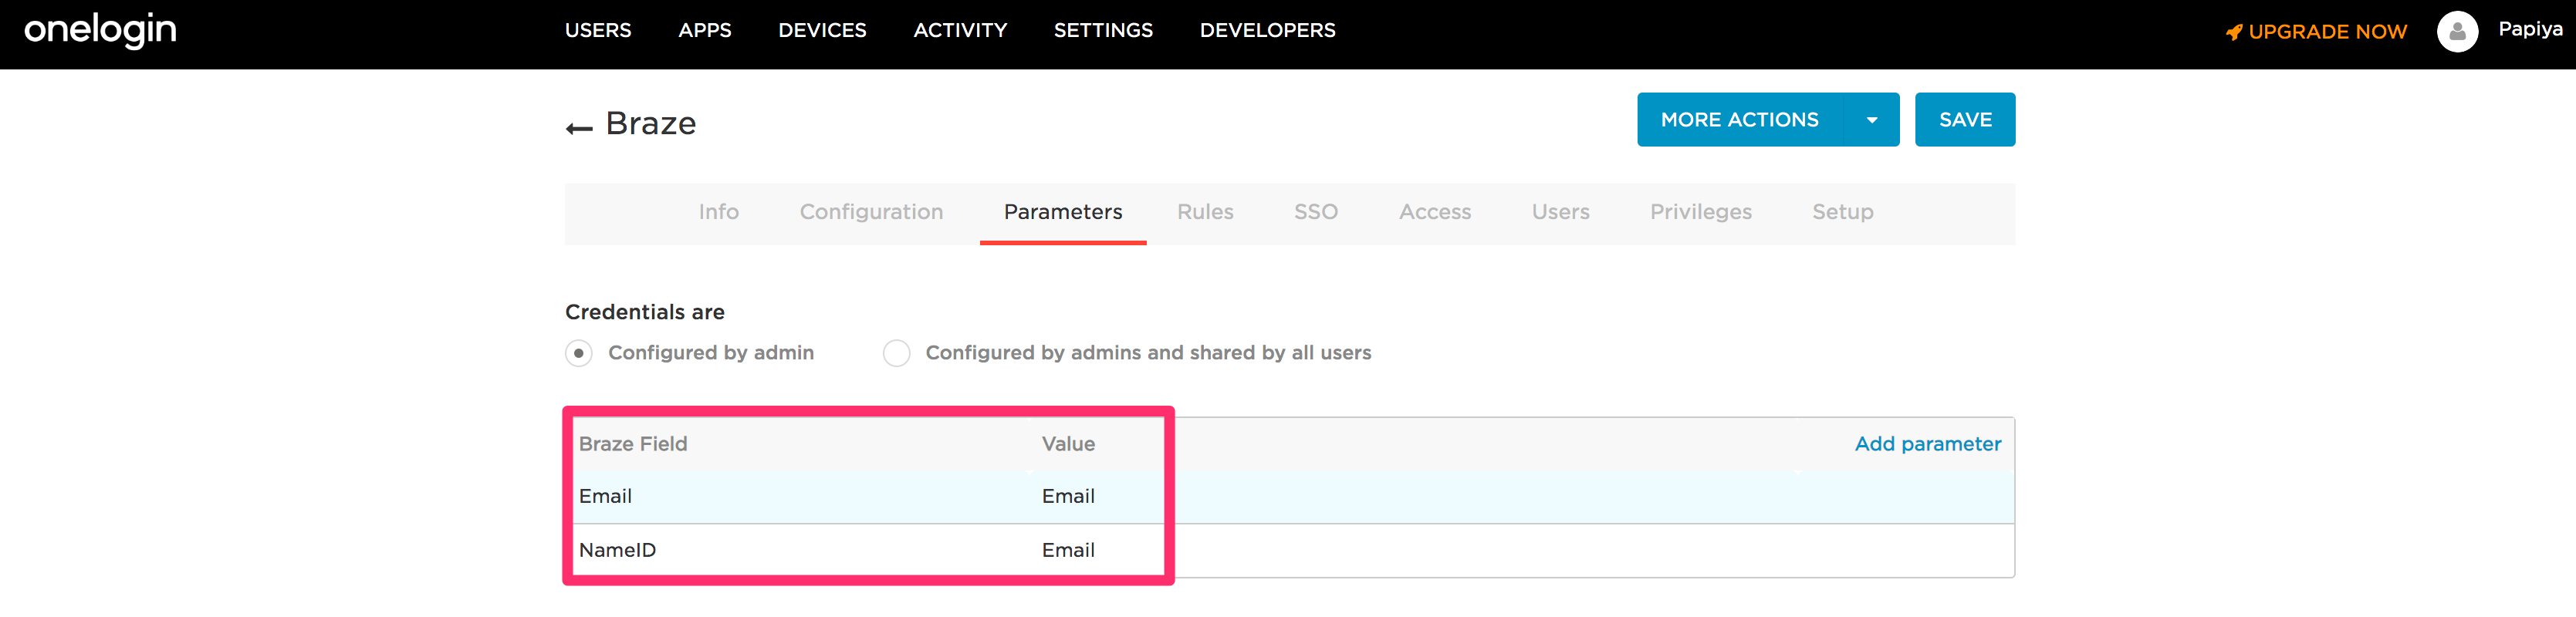 onelogin USERS APPS DEVICES ACTIVITY SETTINGS DEVELOPERS UPGRADE NOW Papiya
Braze MORE ACTIONS SAVE
Info Configuration Parameters Rules SSO Access Users Privileges Setup
Credentials are
Configured by admin Configured by admins and shared by all users
Braze Field Value Add parameter
Email Email
NameID Email